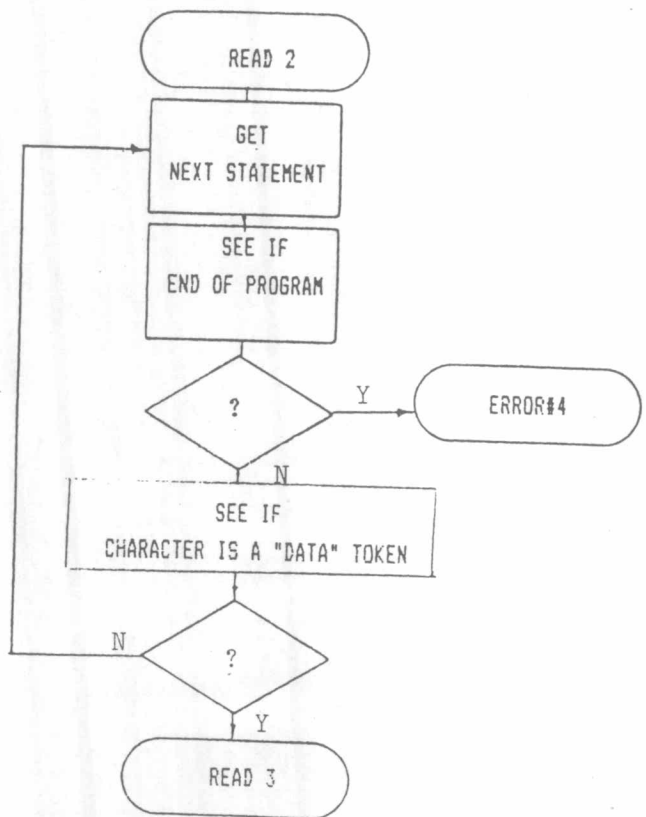 READ 2
GET
NEXT STATEMENT
SEE IF
END OF PROGRAM
?
Y
ERROR#4
N
SEE IF
CHARACTER IS A "DATA" TOKEN
N
?
Y
READ 3